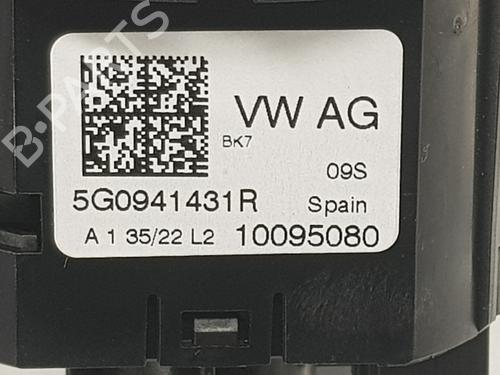 B-PARTS
VW AG
BK7
09S
5G0941431R Spain
A 1 35/22 L2 10095080